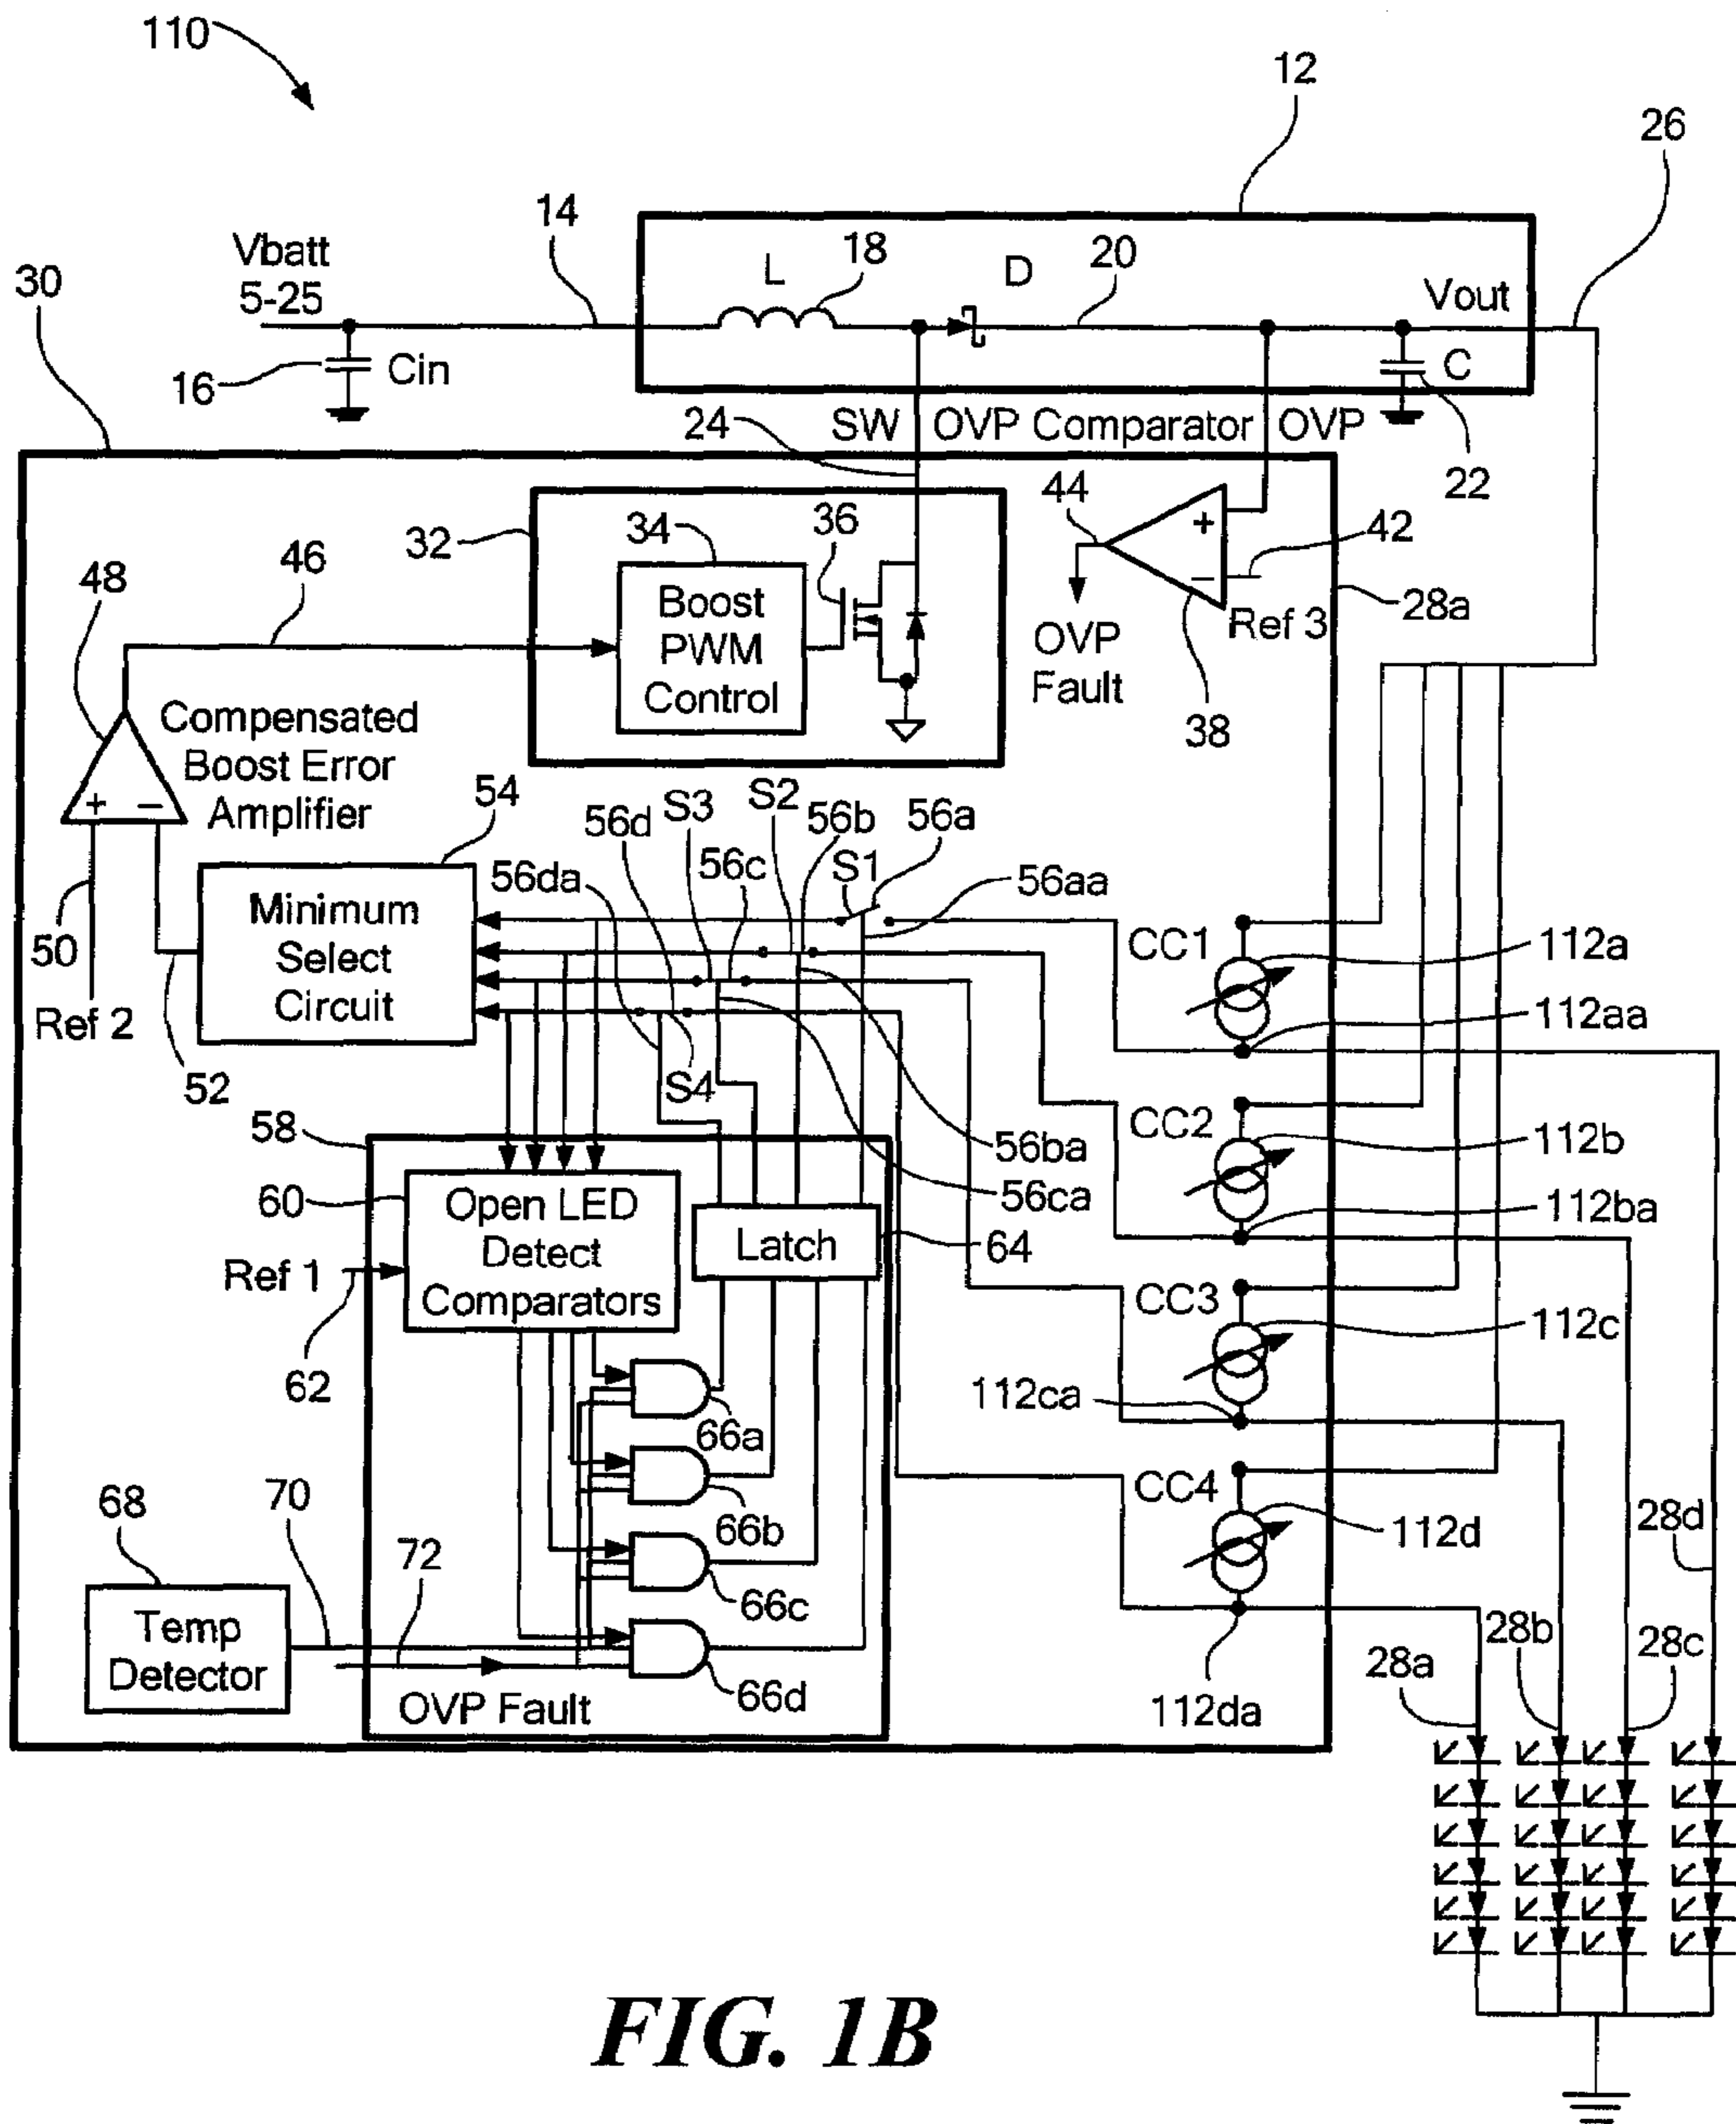 110
12
26
14
Vbatt
5-25
30
L
18
D
20
Vout
16
Cin
C
22
24
SW
OVP Comparator
OVP
32
34
36
44
42
48
46
Boost
PWM
Control
+
−
Ref 3
28a
OVP
Fault
38
Compensated
Boost Error
Amplifier
+
−
54
56d
S3
S2
56b
56a
56da
56c
S1
56aa
50
Ref 2
Minimum
Select
Circuit
52
S4
CC1
112a
112aa
58
56ba
56ca
CC2
112b
112ba
60
Open LED
Detect
Comparators
Latch
64
Ref 1
62
CC3
112c
112ca
66a
66b
66c
66d
CC4
112d
112da
68
70
72
Temp
Detector
OVP Fault
28d
28b
28a
28c
FIG. 1B